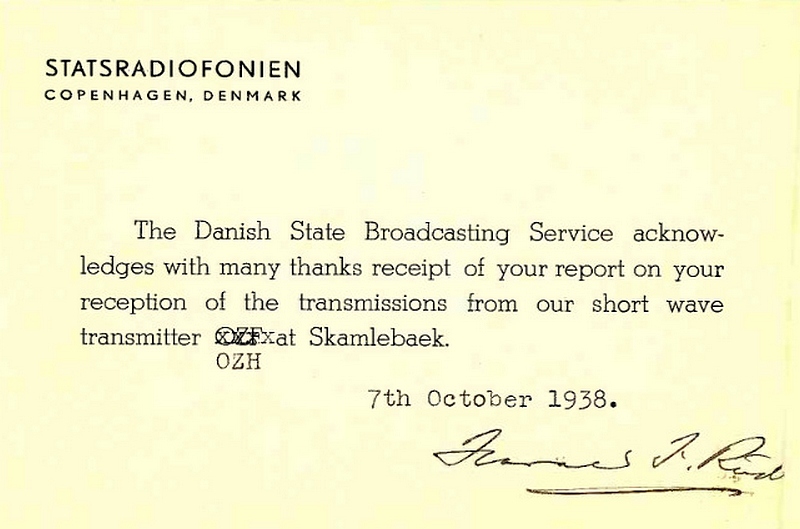 STATSRADIOFONIEN
COPENHAGEN, DENMARK
The Danish State Broadcasting Service acknow-
ledges with many thanks receipt of your report on your
reception of the transmissions from our short wave
transmitter OZF at Skamlebaek.
OZH
7th October 1938.